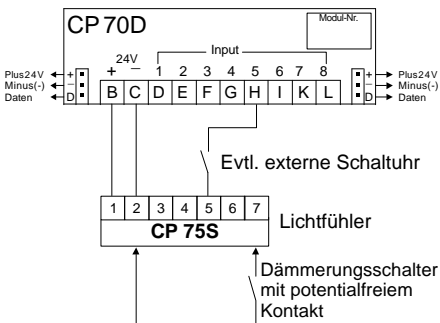 CP 70D
Modul-Nr.
24V
Input
+ − 1 2 3 4 5 6 7 8
Plus24V + + Plus24V
Minus(-) − − Minus(-)
Daten D D Daten
B C D E F G H I K L
Evtl. externe Schaltuhr
1 2 3 4 5 6 7
CP 75S
Lichtfühler
Dämmerungsschalter
mit potentialfreiem
Kontakt